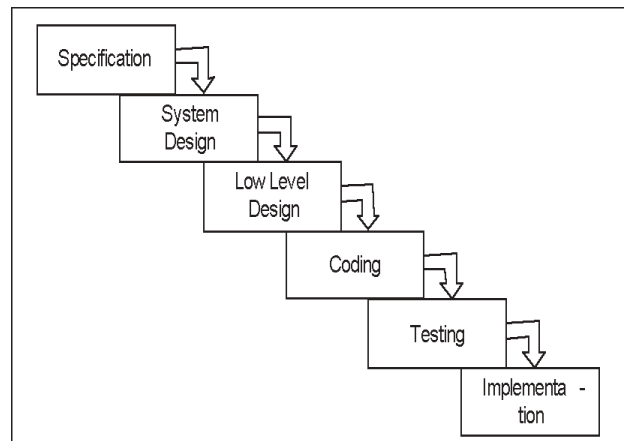 Specification
System
Design
Low Level
Design
Coding
Testing
Implementa -
tion